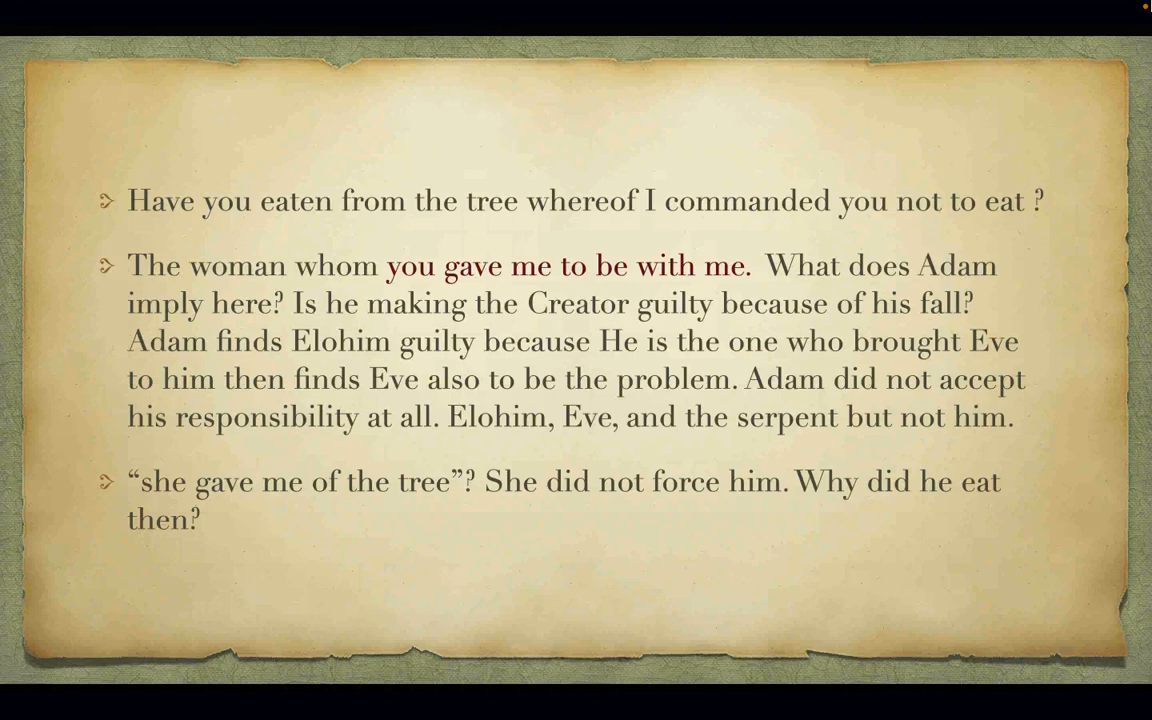 Have you eaten from the tree whereof I commanded you not to eat ?
The woman whom you gave me to be with me. What does Adam
imply here? Is he making the Creator guilty because of his fall?
Adam finds Elohim guilty because He is the one who brought Eve
to him then finds Eve also to be the problem. Adam did not accept
his responsibility at all. Elohim, Eve, and the serpent but not him.
“she gave me of the tree”? She did not force him. Why did he eat
then?